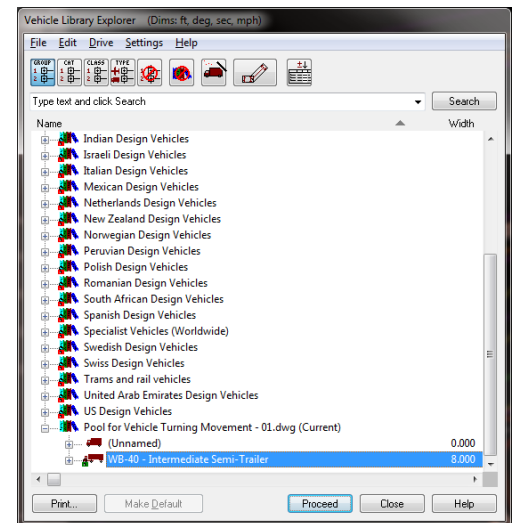 Vehicle Library Explorer (Dims: ft, deg, sec, mph)
File Edit Drive Settings Help
GROUP CAT CLASS TYPE
Type text and click Search Search
Name Width
Indian Design Vehicles
Israeli Design Vehicles
Italian Design Vehicles
Mexican Design Vehicles
Netherlands Design Vehicles
New Zealand Design Vehicles
Norwegian Design Vehicles
Peruvian Design Vehicles
Polish Design Vehicles
Romanian Design Vehicles
South African Design Vehicles
Spanish Design Vehicles
Specialist Vehicles (Worldwide)
Swedish Design Vehicles
Swiss Design Vehicles
Trams and rail vehicles
United Arab Emirates Design Vehicles
US Design Vehicles
Pool for Vehicle Turning Movement - 01.dwg (Current)
(Unnamed) 0.000
WB-40 - Intermediate Semi-Trailer 8.000
Print... Make Default Proceed Close Help